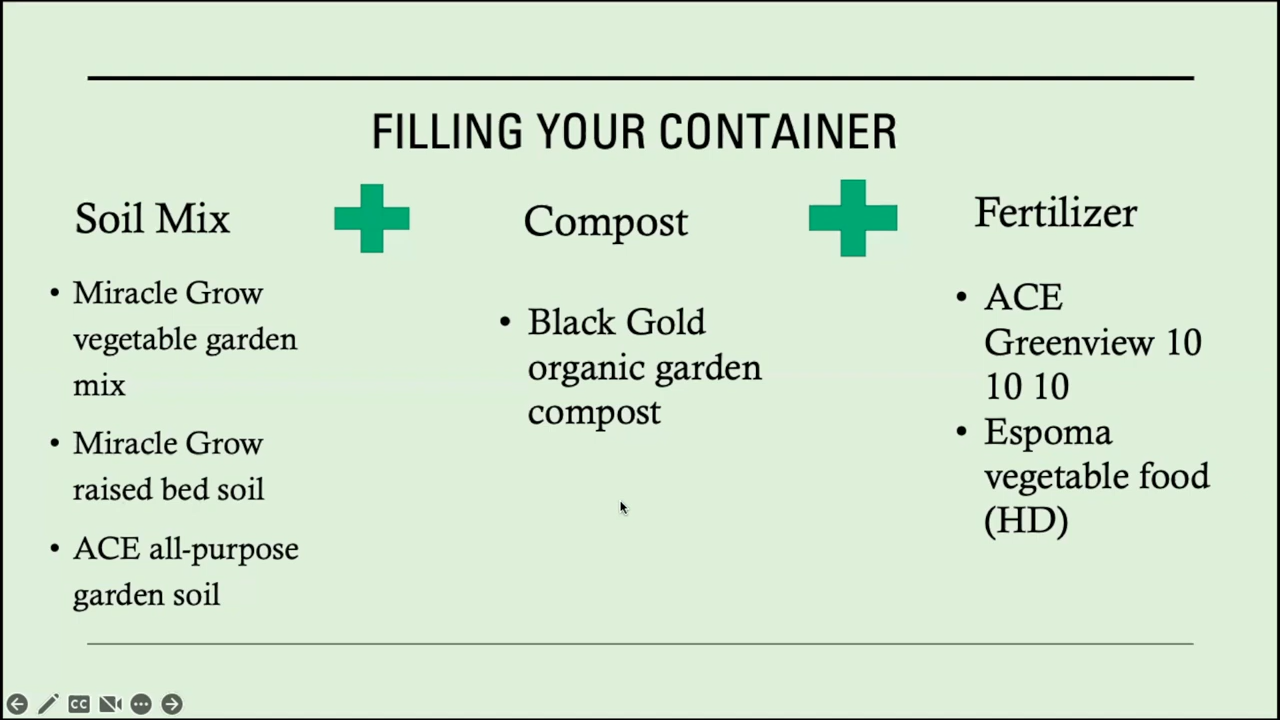 FILLING YOUR CONTAINER
Soil Mix
Miracle Grow
vegetable garden
mix
Miracle Grow
raised bed soil
ACE all-purpose
garden soil
Compost
Black Gold
organic garden
compost
Fertilizer
ACE
Greenview 10
10 10
Espoma
vegetable food
(HD)
CC